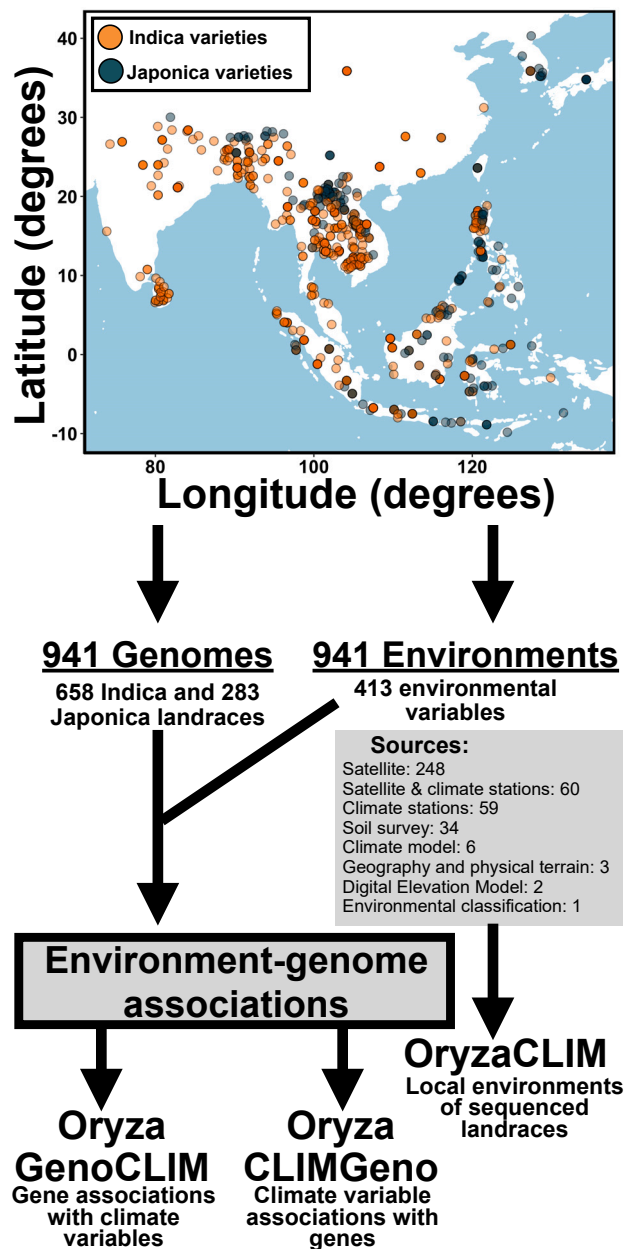 Indica varieties
Japonica varieties
Latitude (degrees)
40
30
20
10
0
-10
80
100
120
Longitude (degrees)
941 Genomes
658 Indica and 283
Japonica landraces
941 Environments
413 environmental
variables
Sources:
Satellite: 248
Satellite & climate stations: 60
Climate stations: 59
Soil survey: 34
Climate model: 6
Geography and physical terrain: 3
Digital Elevation Model: 2
Environmental classification: 1
Environment-genome
associations
OryzaCLIM
Local environments
of sequenced
landraces
Oryza
GenoCLIM
Gene associations
with climate
variables
Oryza
CLIMGeno
Climate variable
associations with
genes